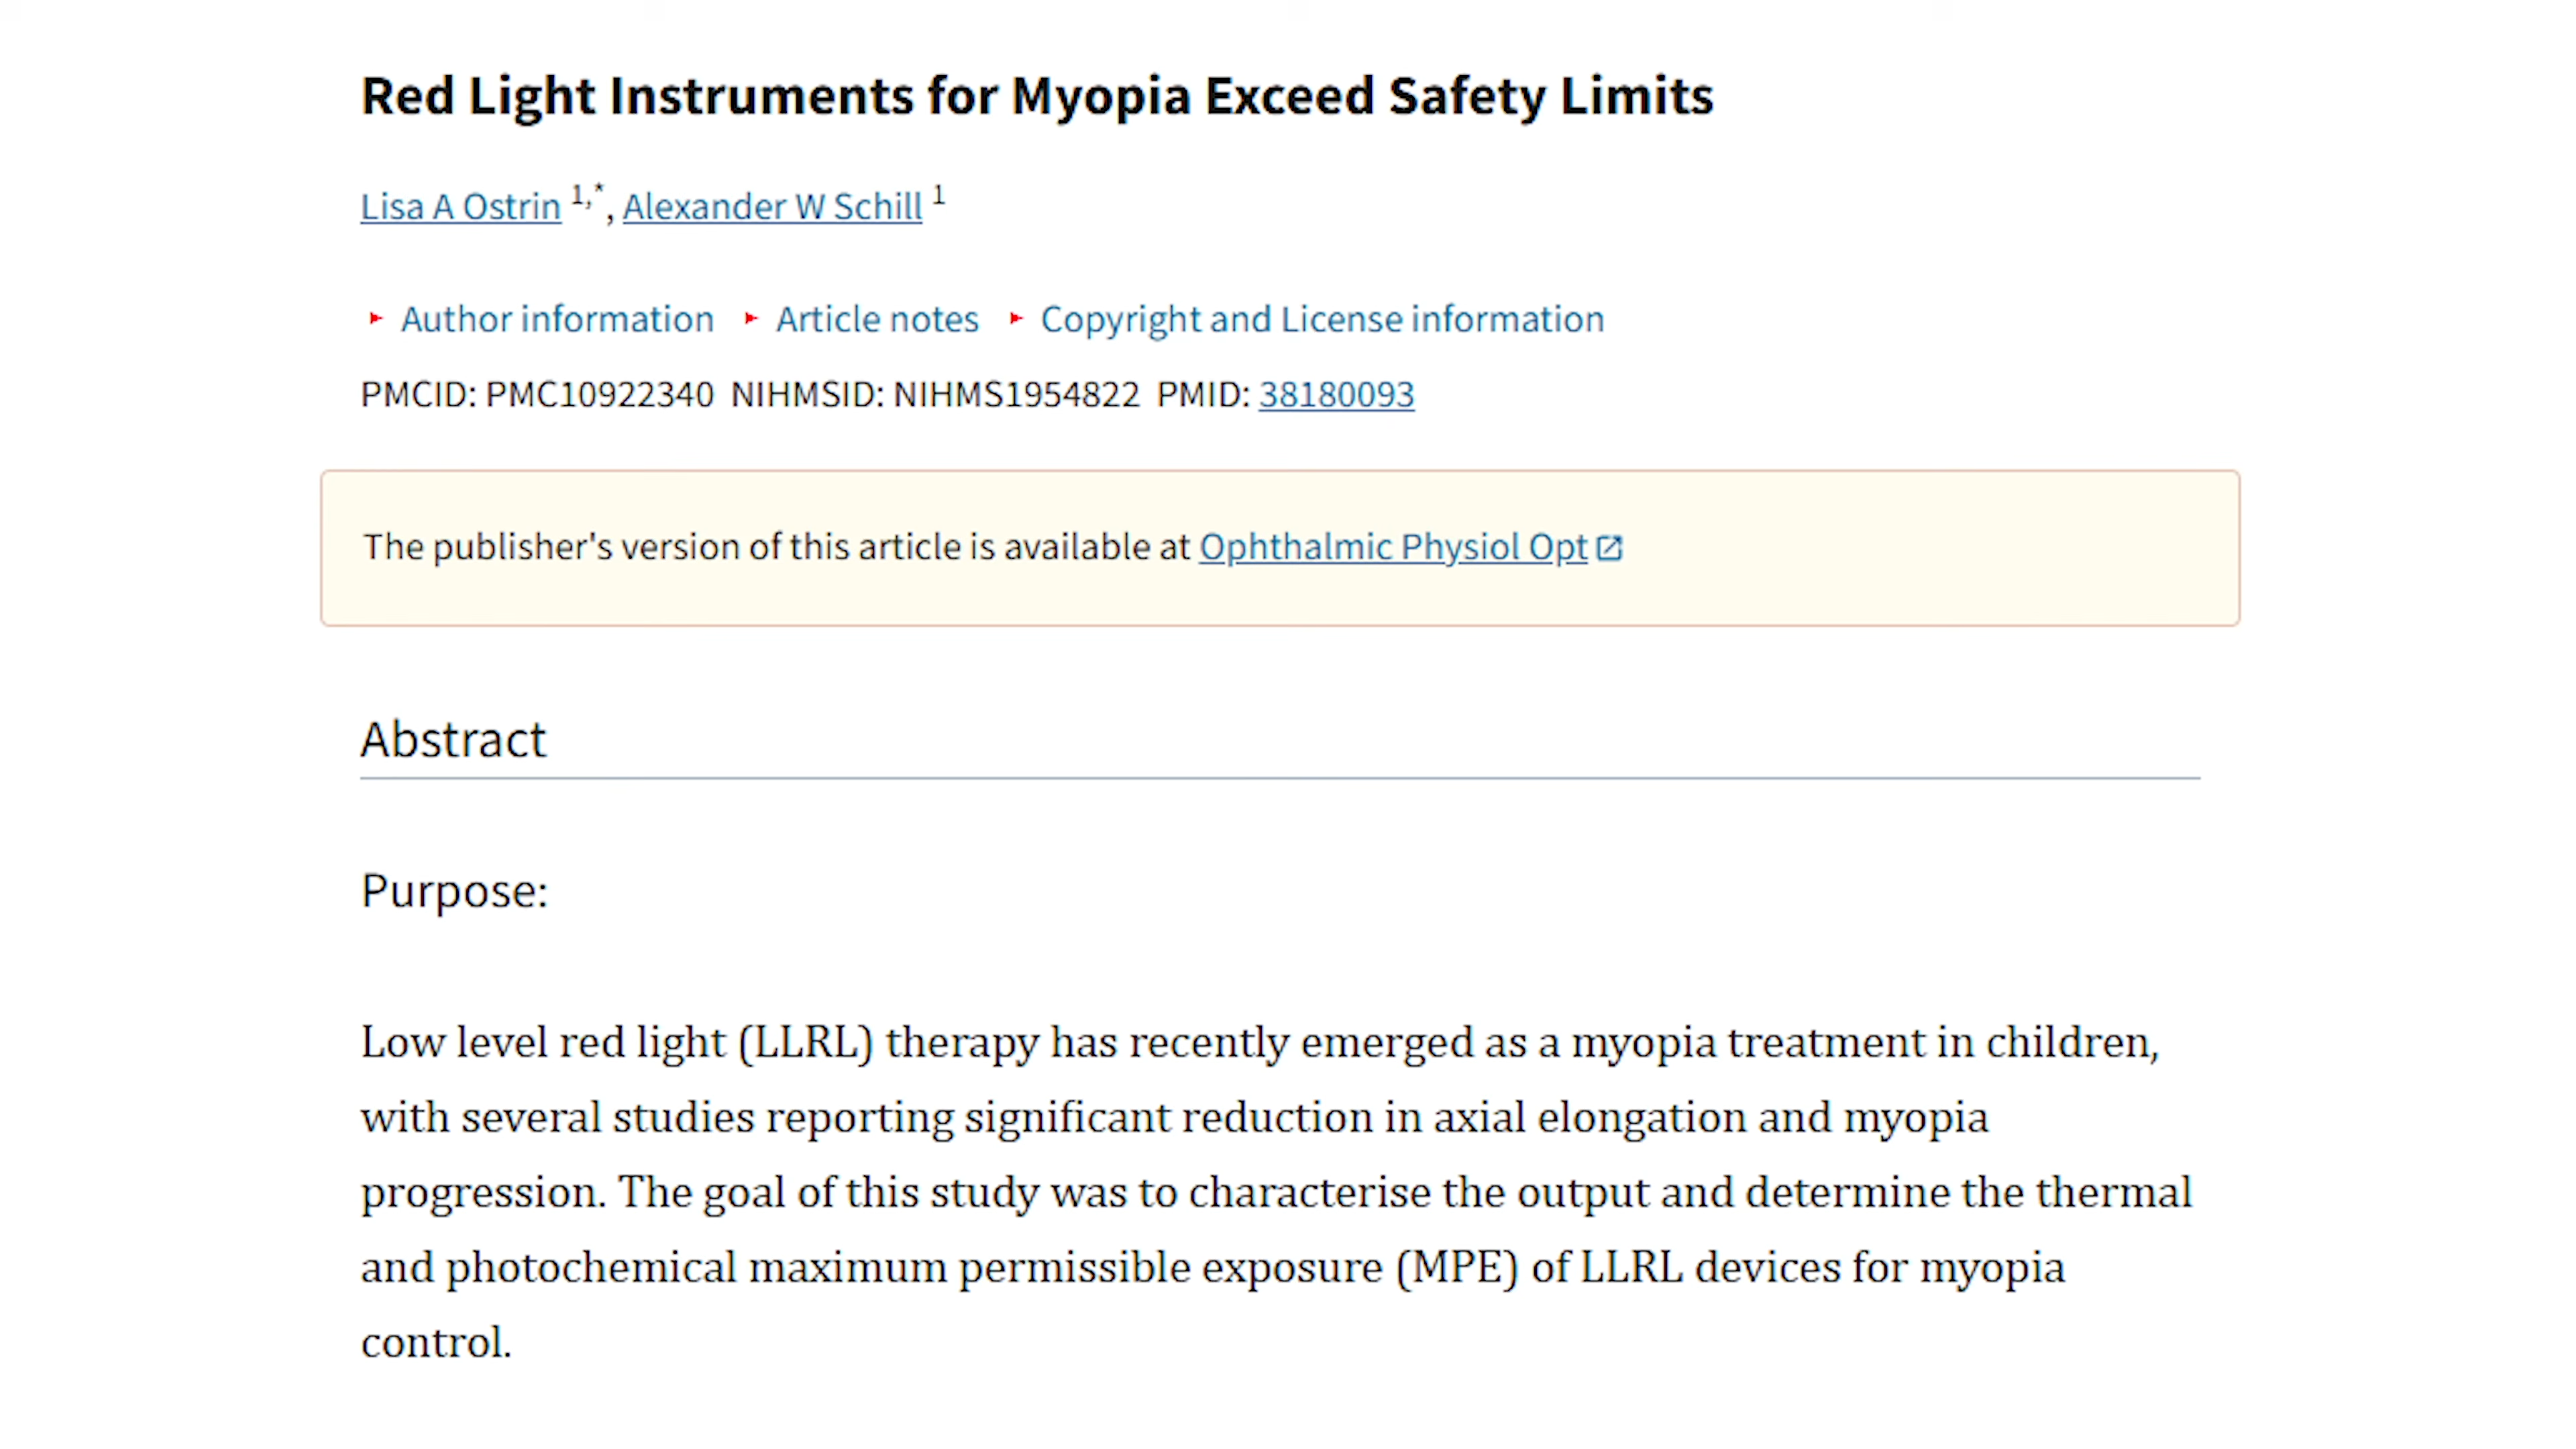 Red Light Instruments for Myopia Exceed Safety Limits
Lisa A Ostrin 1,*, Alexander W Schill 1
Author information Article notes Copyright and License information
PMCID: PMC10922340 NIHMSID: NIHMS1954822 PMID: 38180093
The publisher's version of this article is available at Ophthalmic Physiol Opt
Abstract
Purpose:
Low level red light (LLRL) therapy has recently emerged as a myopia treatment in children,
with several studies reporting significant reduction in axial elongation and myopia
progression. The goal of this study was to characterise the output and determine the thermal
and photochemical maximum permissible exposure (MPE) of LLRL devices for myopia
control.